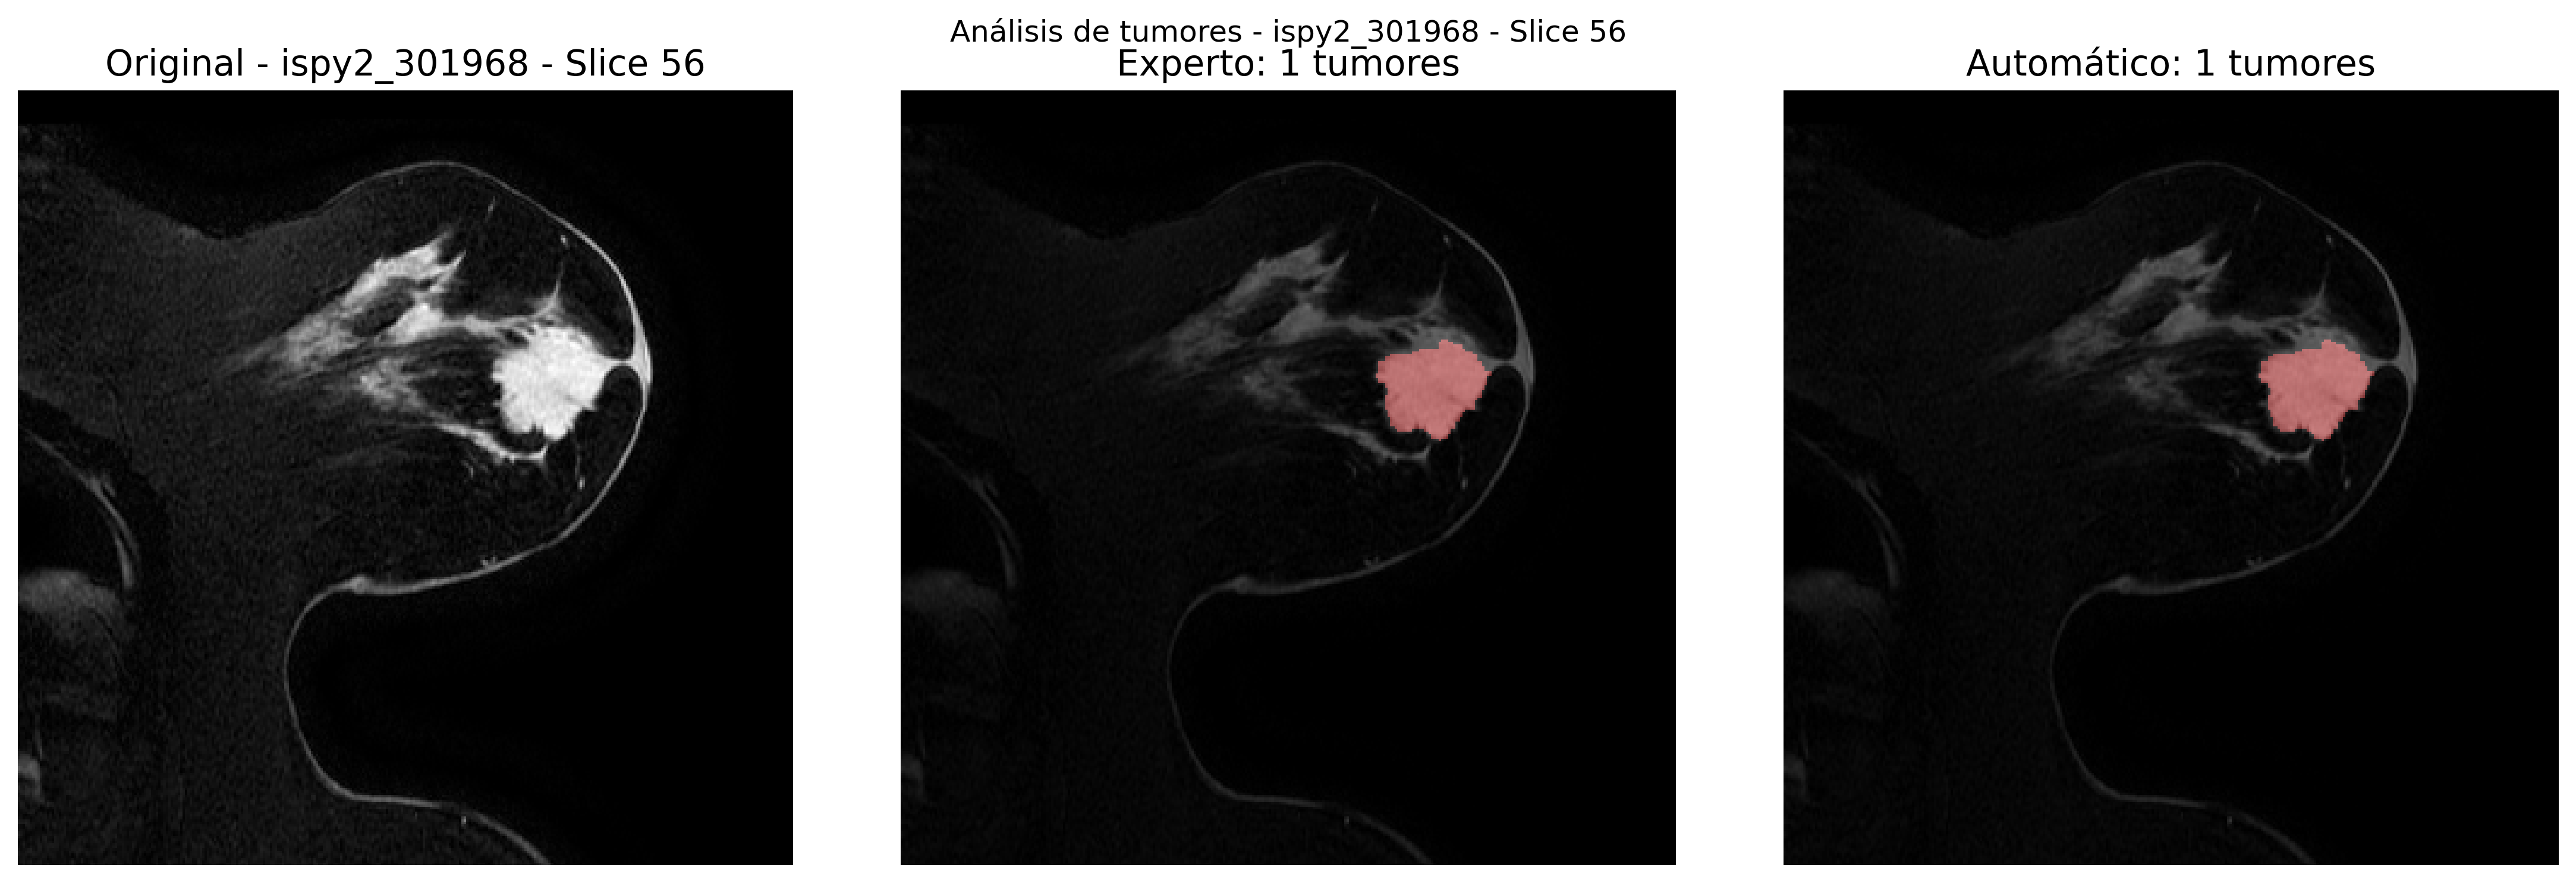 Análisis de tumores - ispy2_301968 - Slice 56
Original - ispy2_301968 - Slice 56
Experto: 1 tumores
Automático: 1 tumores